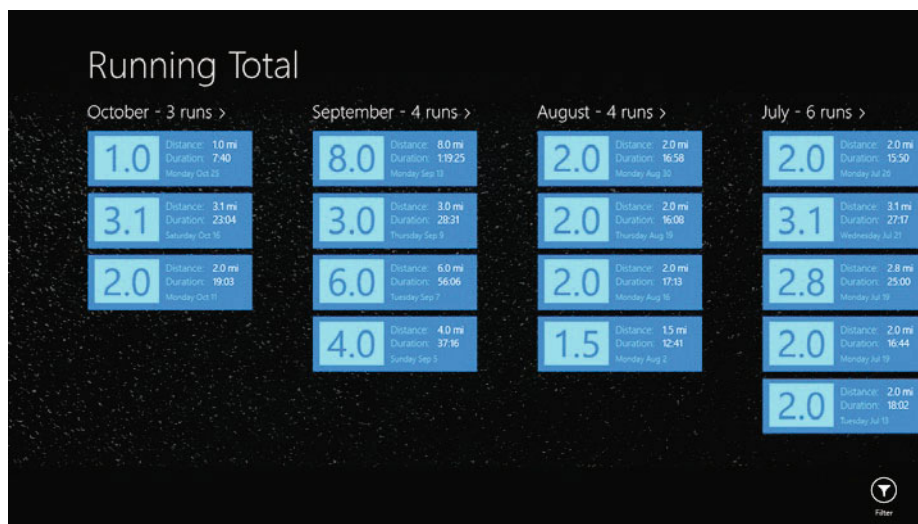 Running Total
October - 3 runs >
1.0
Distance: 1.0 mi
Duration: 7:40
Monday Oct 25
3.1
Distance: 3.1 mi
Duration: 23:04
Saturday Oct 16
2.0
Distance: 2.0 mi
Duration: 19:03
Monday Oct 11
September - 4 runs >
8.0
Distance: 8.0 mi
Duration: 1:19:25
Monday Sep 13
3.0
Distance: 3.0 mi
Duration: 28:31
Thursday Sep 9
6.0
Distance: 6.0 mi
Duration: 56:06
Tuesday Sep 7
4.0
Distance: 4.0 mi
Duration: 37:16
Sunday Sep 5
August - 4 runs >
2.0
Distance: 2.0 mi
Duration: 16:58
Monday Aug 30
2.0
Distance: 2.0 mi
Duration: 16:08
Thursday Aug 19
2.0
Distance: 2.0 mi
Duration: 17:13
Monday Aug 16
1.5
Distance: 1.5 mi
Duration: 12:41
Monday Aug 2
July - 6 runs >
2.0
Distance: 2.0 mi
Duration: 15:50
Monday Jul 26
3.1
Distance: 3.1 mi
Duration: 27:17
Wednesday Jul 21
2.8
Distance: 2.8 mi
Duration: 25:00
Monday Jul 19
2.0
Distance: 2.0 mi
Duration: 16:44
Monday Jul 19
2.0
Distance: 2.0 mi
Duration: 18:02
Tuesday Jul 13
Filter